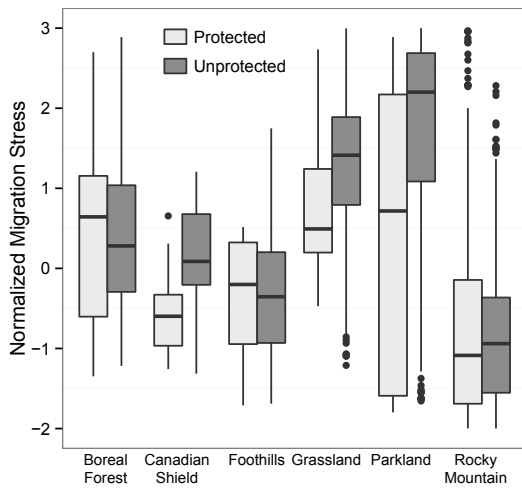 Normalized Migration Stress
3
2
1
0
−1
−2
Protected
Unprotected
Boreal Forest
Canadian Shield
Foothills
Grassland
Parkland
Rocky Mountain